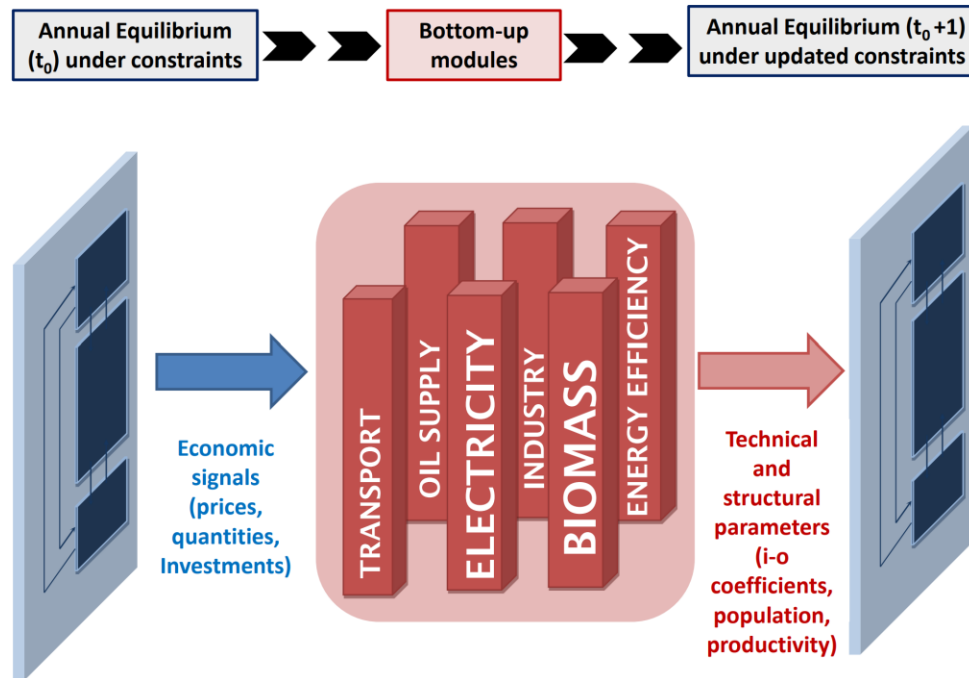 Annual Equilibrium
(t0) under constraints
Bottom-up
modules
Annual Equilibrium (t0+1)
under updated constraints
Economic
signals
(prices,
quantities,
Investments)
TRANSPORT
OIL SUPPLY
ELECTRICITY
INDUSTRY
BIOMASS
ENERGY EFFICIENCY
Technical
and
structural
parameters
(i-o
coefficients,
population,
productivity)